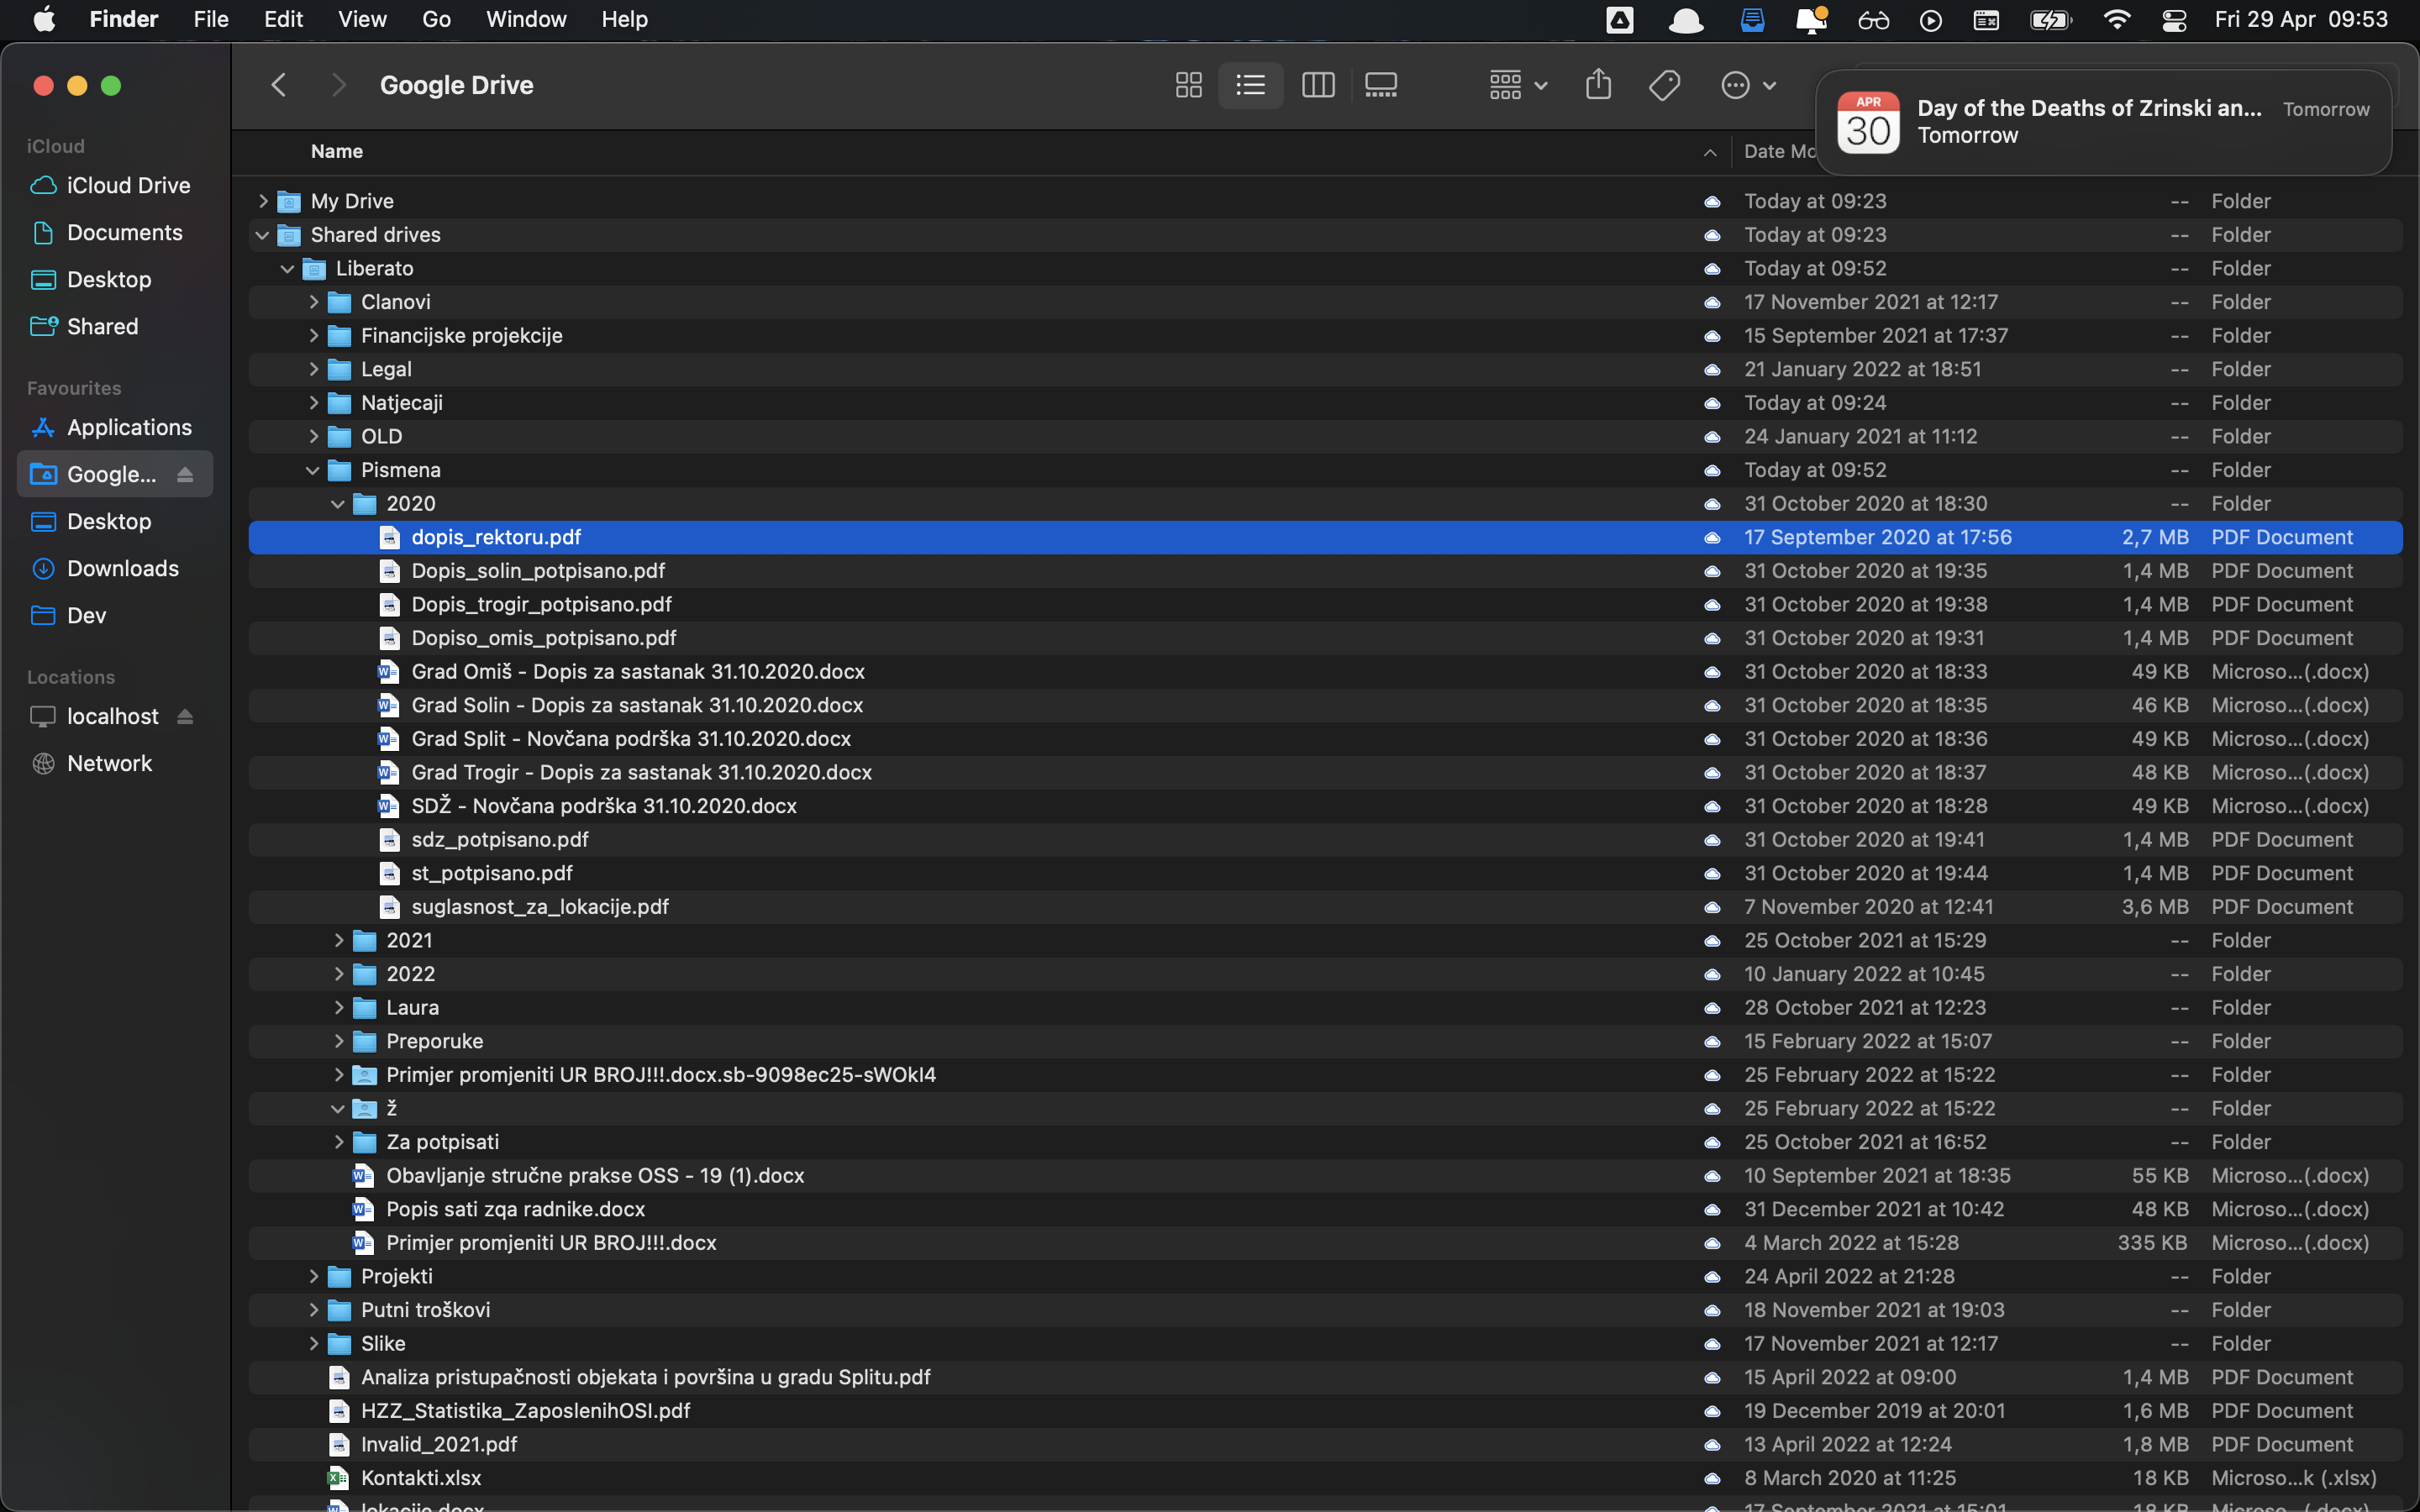 Finder File Edit View Go Window Help Fri 29 Apr 09:53
Google Drive
APR 30 Day of the Deaths of Zrinski an... Tomorrow
Tomorrow
iCloud
iCloud Drive
Documents
Desktop
Shared
Favourites
Applications
Google...
Desktop
Downloads
Dev
Locations
localhost
Network
Name Date Mo
My Drive Today at 09:23 -- Folder
Shared drives Today at 09:23 -- Folder
Liberato Today at 09:52 -- Folder
Clanovi 17 November 2021 at 12:17 -- Folder
Financijske projekcije 15 September 2021 at 17:37 -- Folder
Legal 21 January 2022 at 18:51 -- Folder
Natjecaji Today at 09:24 -- Folder
OLD 24 January 2021 at 11:12 -- Folder
Pismena Today at 09:52 -- Folder
2020 31 October 2020 at 18:30 -- Folder
dopis_rektoru.pdf 17 September 2020 at 17:56 2,7 MB PDF Document
Dopis_solin_potpisano.pdf 31 October 2020 at 19:35 1,4 MB PDF Document
Dopis_trogir_potpisano.pdf 31 October 2020 at 19:38 1,4 MB PDF Document
Dopiso_omis_potpisano.pdf 31 October 2020 at 19:31 1,4 MB PDF Document
Grad Omiš - Dopis za sastanak 31.10.2020.docx 31 October 2020 at 18:33 49 KB Microso...(.docx)
Grad Solin - Dopis za sastanak 31.10.2020.docx 31 October 2020 at 18:35 46 KB Microso...(.docx)
Grad Split - Novčana podrška 31.10.2020.docx 31 October 2020 at 18:36 49 KB Microso...(.docx)
Grad Trogir - Dopis za sastanak 31.10.2020.docx 31 October 2020 at 18:37 48 KB Microso...(.docx)
SDŽ - Novčana podrška 31.10.2020.docx 31 October 2020 at 18:28 49 KB Microso...(.docx)
sdz_potpisano.pdf 31 October 2020 at 19:41 1,4 MB PDF Document
st_potpisano.pdf 31 October 2020 at 19:44 1,4 MB PDF Document
suglasnost_za_lokacije.pdf 7 November 2020 at 12:41 3,6 MB PDF Document
2021 25 October 2021 at 15:29 -- Folder
2022 10 January 2022 at 10:45 -- Folder
Laura 28 October 2021 at 12:23 -- Folder
Preporuke 15 February 2022 at 15:07 -- Folder
Primjer promjeniti UR BROJ!!!.docx.sb-9098ec25-sWOkI4 25 February 2022 at 15:22 -- Folder
ž 25 February 2022 at 15:22 -- Folder
Za potpisati 25 October 2021 at 16:52 -- Folder
Obavljanje stručne prakse OSS - 19 (1).docx 10 September 2021 at 18:35 55 KB Microso...(.docx)
Popis sati zqa radnike.docx 31 December 2021 at 10:42 48 KB Microso...(.docx)
Primjer promjeniti UR BROJ!!!.docx 4 March 2022 at 15:28 335 KB Microso...(.docx)
Projekti 24 April 2022 at 21:28 -- Folder
Putni troškovi 18 November 2021 at 19:03 -- Folder
Slike 17 November 2021 at 12:17 -- Folder
Analiza pristupačnosti objekata i površina u gradu Splitu.pdf 15 April 2022 at 09:00 1,4 MB PDF Document
HZZ_Statistika_ZaposlenihOSI.pdf 19 December 2019 at 20:01 1,6 MB PDF Document
Invalid_2021.pdf 13 April 2022 at 12:24 1,8 MB PDF Document
Kontakti.xlsx 8 March 2020 at 11:25 18 KB Microso...k (.xlsx)
lokacije.docx 17 September 2021 at 15:01 18 KB Microso...(.docx)